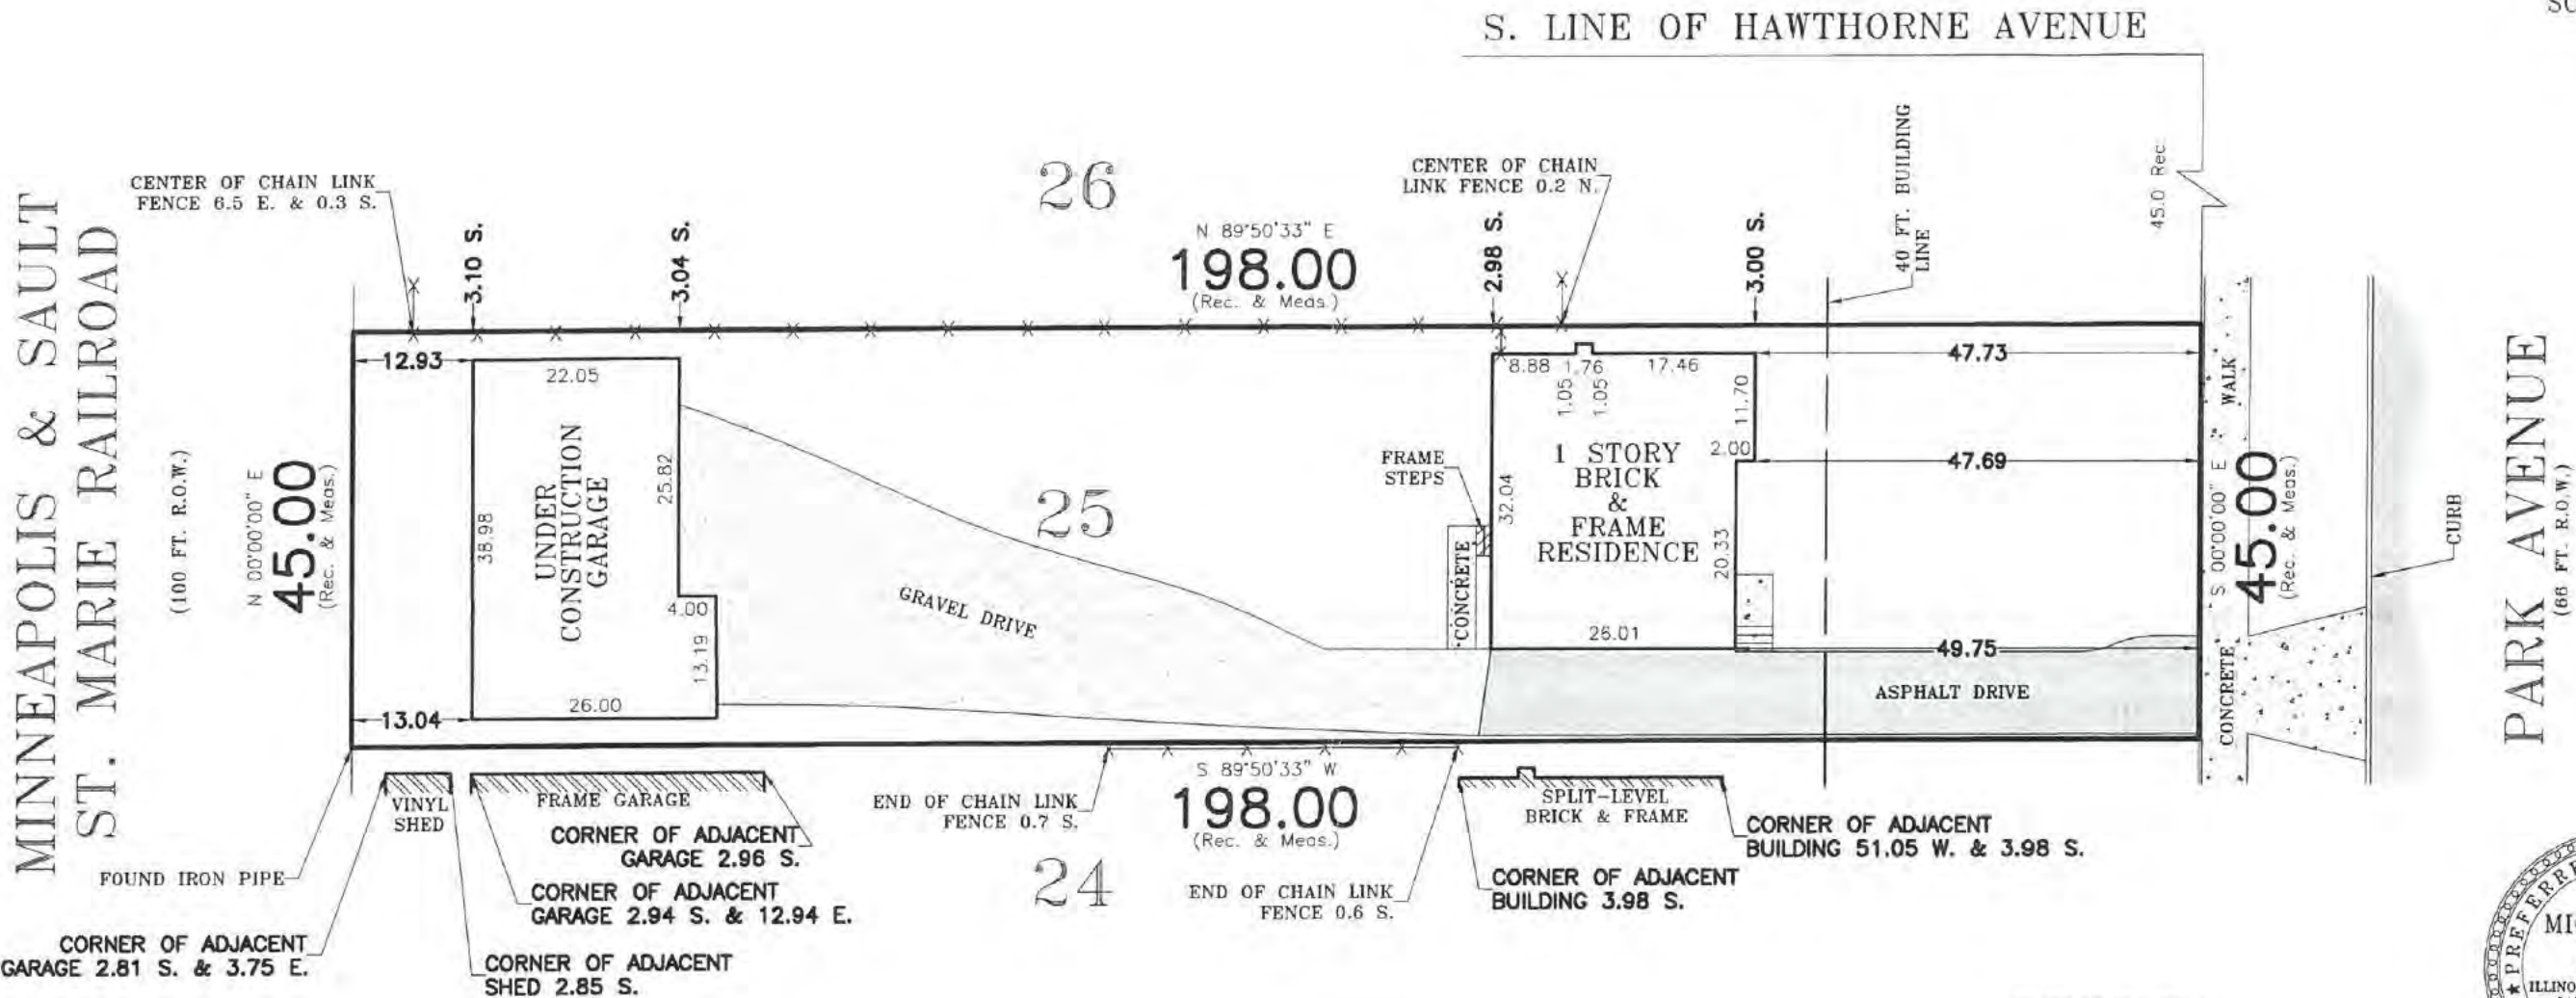 S. LINE OF HAWTHORNE AVENUE
CENTER OF CHAIN LINK
FENCE 6.5 E. & 0.3 S.
3.10 S.
3.04 S.
26
N 89°50'33" E
198.00
(Rec. & Meas.)
CENTER OF CHAIN
LINK FENCE 0.2 N.
2.98 S.
3.00 S.
40 FT. BUILDING
LINE
45.0 Rec.
MINNEAPOLIS & SAULT
ST. MARIE RAILROAD
(100 FT. R.O.W.)
N 00°00'00" E
45.00
(Rec. & Meas.)
12.93
22.05
38.98
UNDER
CONSTRUCTION
GARAGE
25.82
4.00
13.19
26.00
13.04
25
GRAVEL DRIVE
FRAME
STEPS
CONCRETE
8.88
1.76
17.46
1.05
1.05
11.70
2.00
32.04
1 STORY
BRICK
&
FRAME
RESIDENCE
20.33
26.01
47.73
47.69
49.75
ASPHALT DRIVE
CONCRETE
WALK
S 00°00'00" E
45.00
(Rec. & Meas.)
CURB
PARK AVENUE
(66 FT. R.O.W.)
VINYL
SHED
FRAME GARAGE
CORNER OF ADJACENT
GARAGE 2.96 S.
FOUND IRON PIPE
CORNER OF ADJACENT
GARAGE 2.94 S. & 12.94 E.
CORNER OF ADJACENT
GARAGE 2.81 S. & 3.75 E.
CORNER OF ADJACENT
SHED 2.85 S.
END OF CHAIN LINK
FENCE 0.7 S.
S 89°50'33" W
198.00
(Rec. & Meas.)
24
END OF CHAIN LINK
FENCE 0.6 S.
SPLIT-LEVEL
BRICK & FRAME
CORNER OF ADJACENT
BUILDING 51.05 W. & 3.98 S.
CORNER OF ADJACENT
BUILDING 3.98 S.